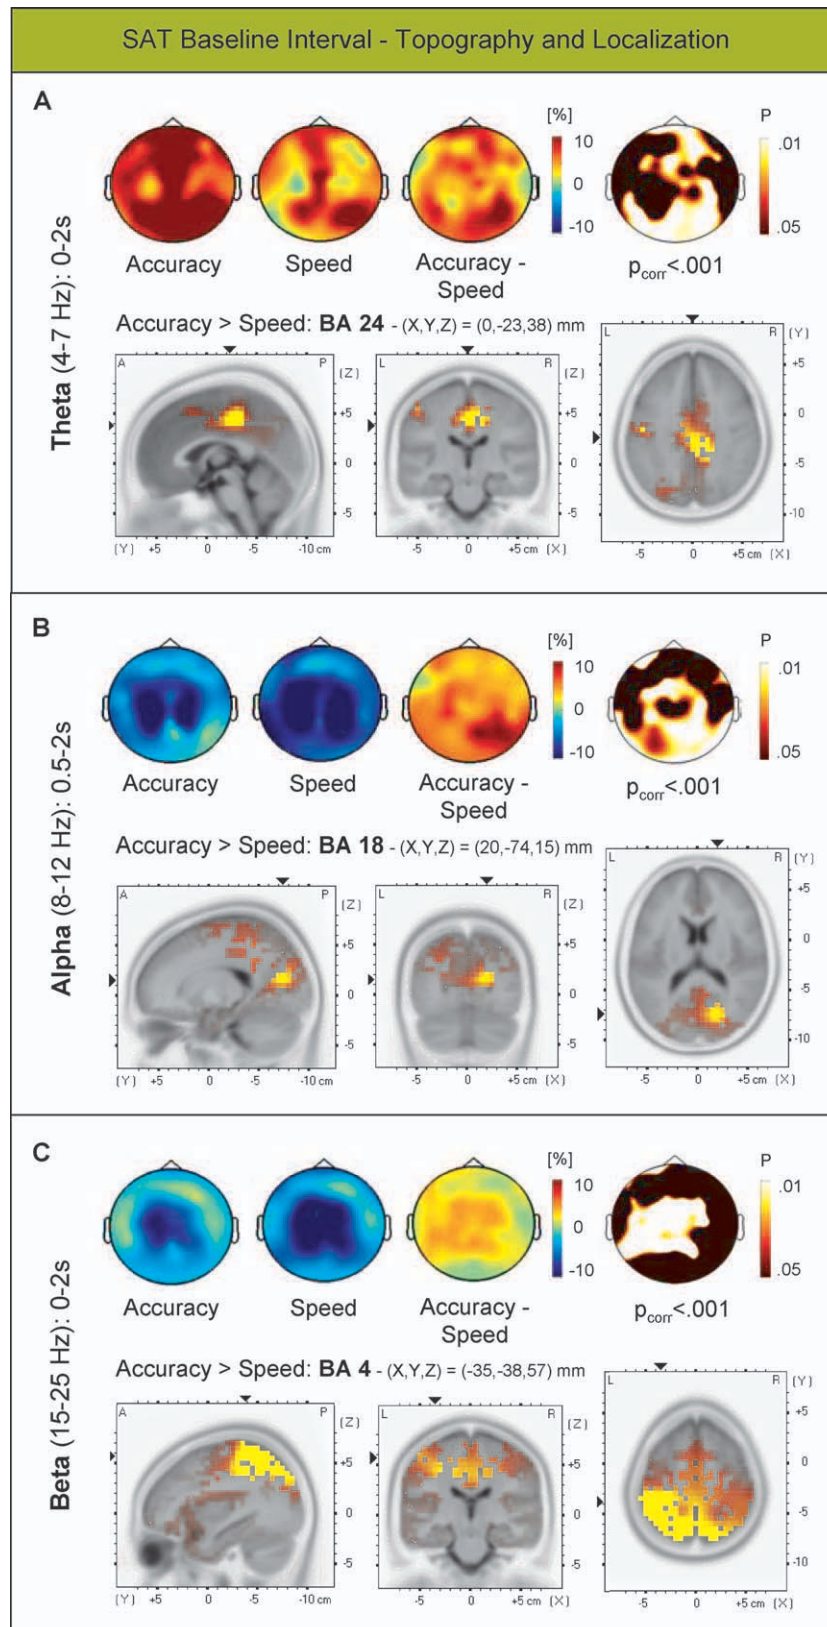 SAT Baseline Interval - Topography and Localization
A
Theta (4-7 Hz): 0-2s
[%]
10
0
-10
P
.01
.05
Accuracy
Speed
Accuracy -
Speed
pcorr<.001
Accuracy > Speed: BA 24 - (X,Y,Z) = (0,-23,38) mm
A P (Z)
+5
0
-5
(Y) +5 0 -5 -10 cm
L R (Z)
+5
0
-5
-5 0 +5 cm (X)
L R (Y)
+5
0
-5
-10
-5 0 +5 cm (X)
B
Alpha (8-12 Hz): 0.5-2s
[%]
10
0
-10
P
.01
.05
Accuracy
Speed
Accuracy -
Speed
pcorr<.001
Accuracy > Speed: BA 18 - (X,Y,Z) = (20,-74,15) mm
A P (Z)
+5
0
-5
(Y) +5 0 -5 -10 cm
L R (Z)
+5
0
-5
-5 0 +5 cm (X)
L R (Y)
+5
0
-5
-10
-5 0 +5 cm (X)
C
Beta (15-25 Hz): 0-2s
[%]
10
0
-10
P
.01
.05
Accuracy
Speed
Accuracy -
Speed
pcorr<.001
Accuracy > Speed: BA 4 - (X,Y,Z) = (-35,-38,57) mm
A P (Z)
+5
0
-5
(Y) +5 0 -5 -10 cm
L R (Z)
+5
0
-5
-5 0 +5 cm (X)
L R (Y)
+5
0
-5
-10
-5 0 +5 cm (X)